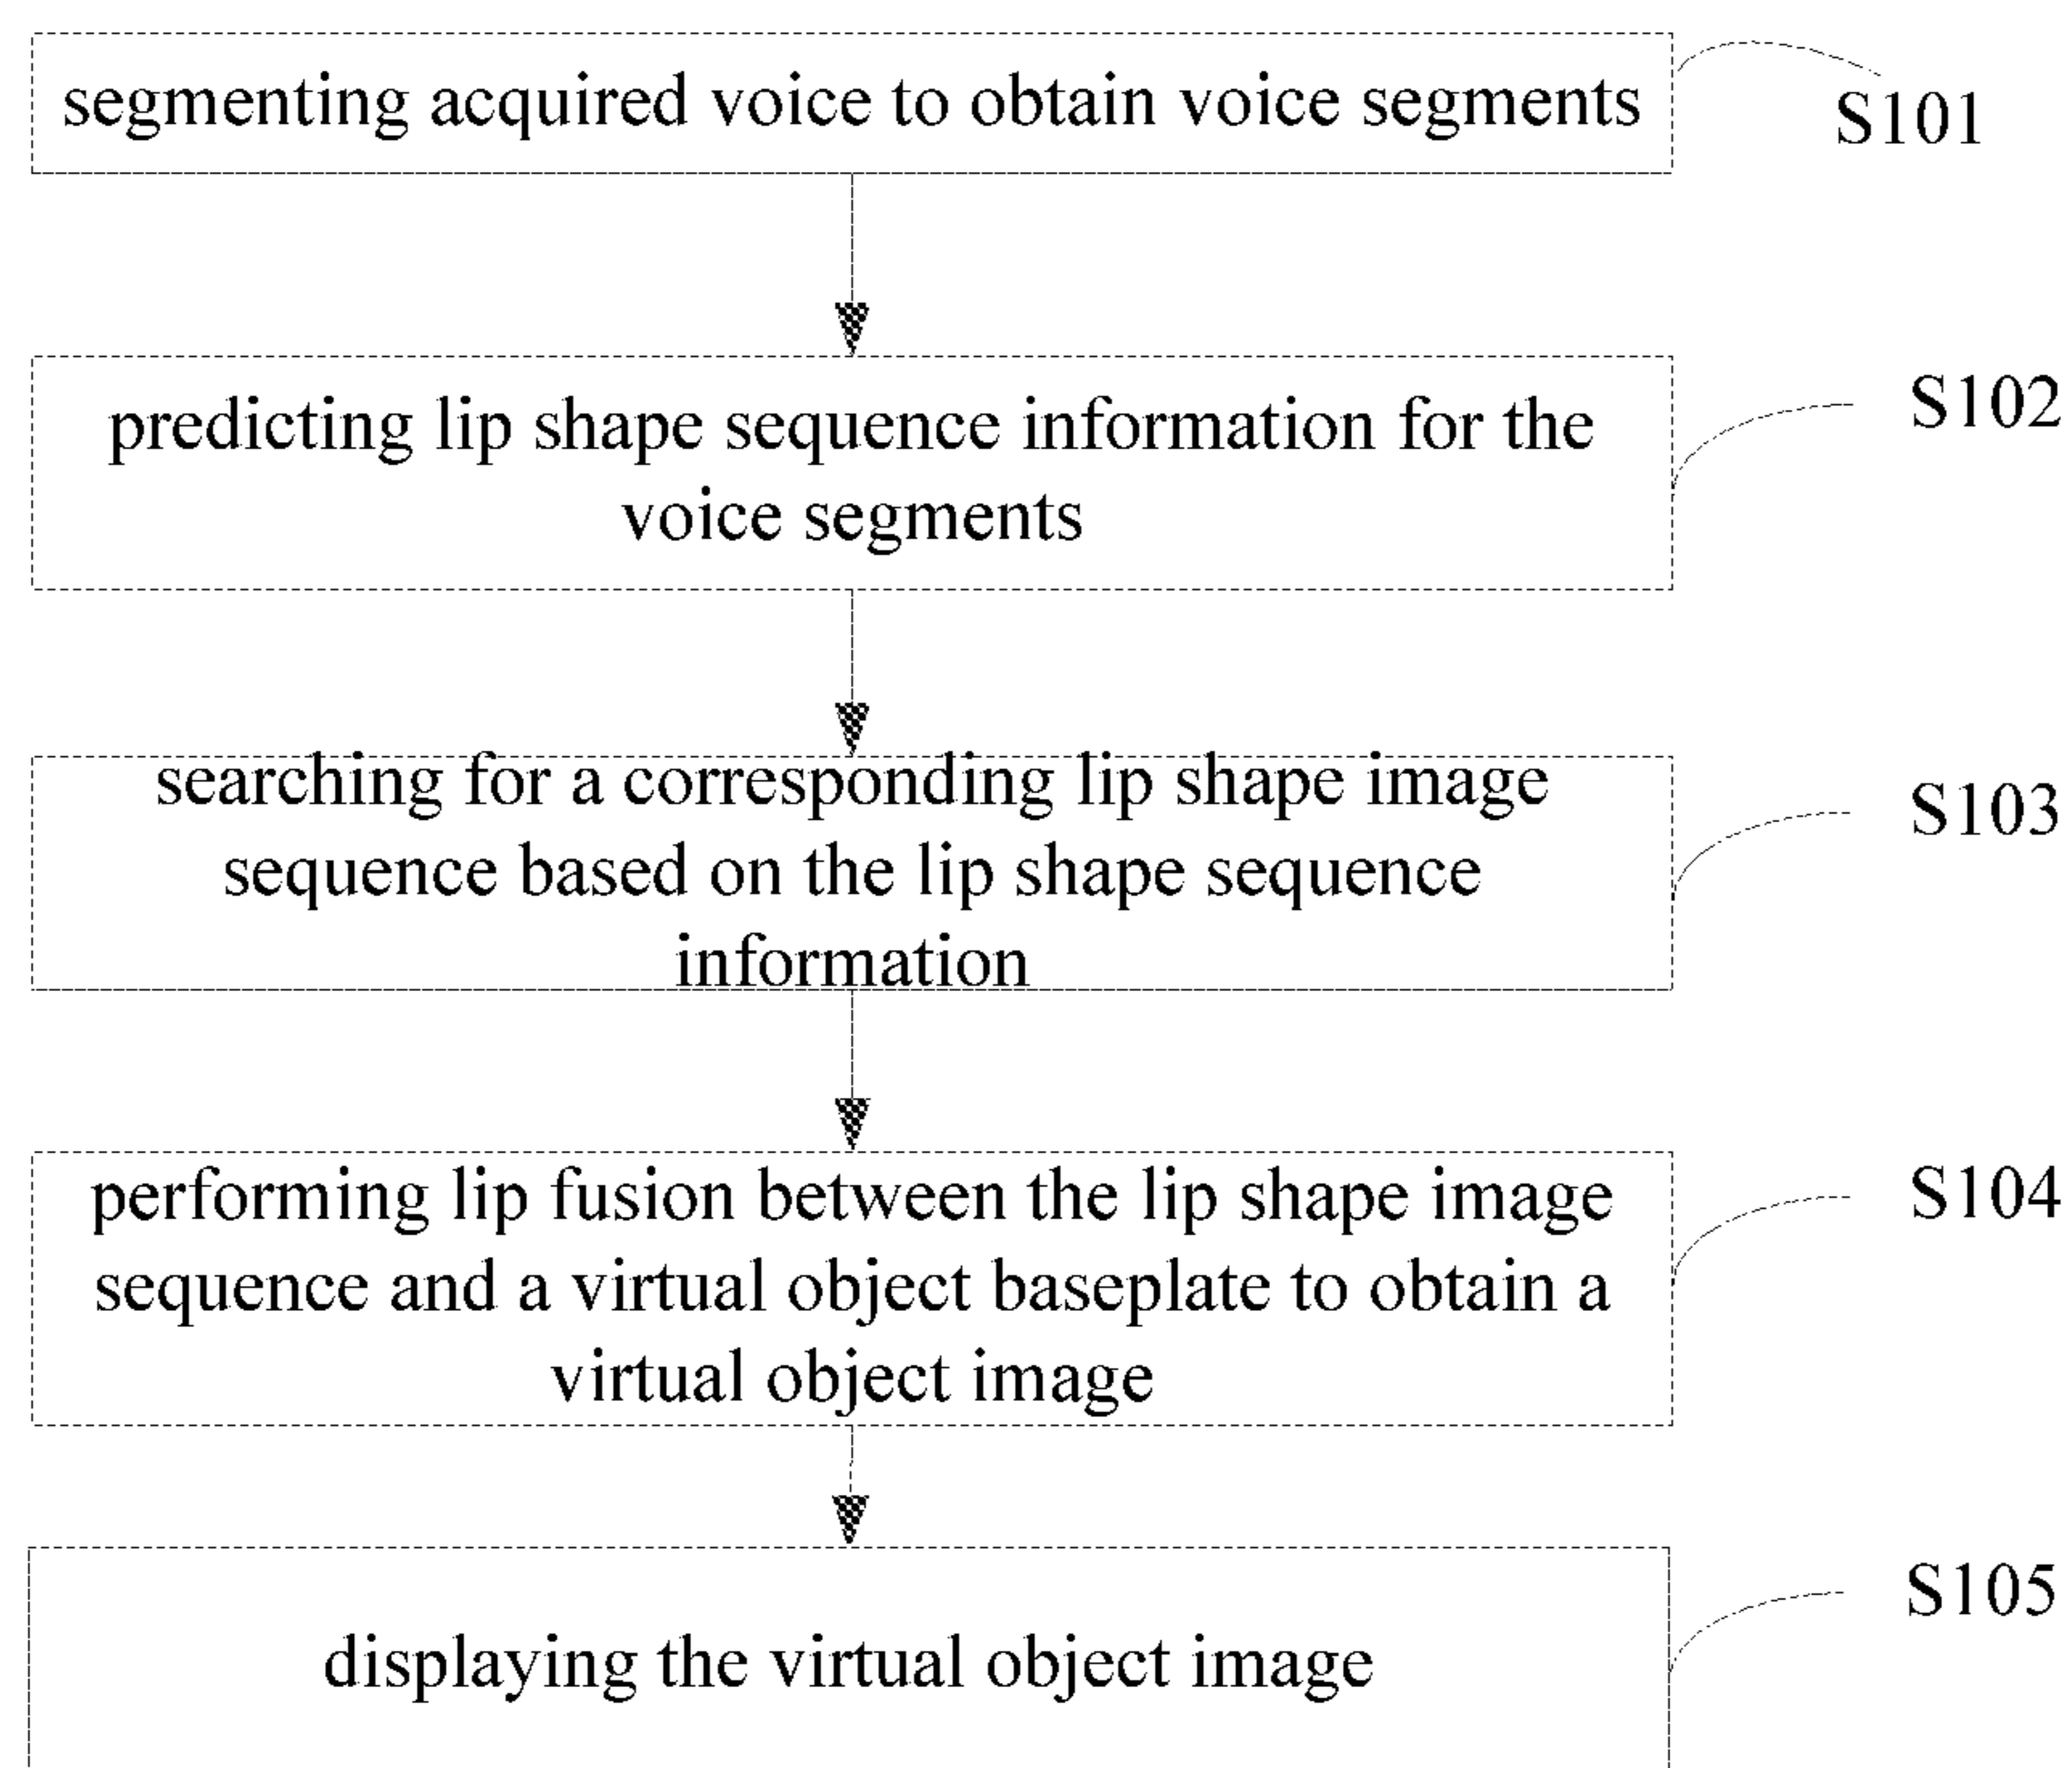 segmenting acquired voice to obtain voice segments
S101
predicting lip shape sequence information for the
voice segments
S102
searching for a corresponding lip shape image
sequence based on the lip shape sequence
information
S103
performing lip fusion between the lip shape image
sequence and a virtual object baseplate to obtain a
virtual object image
S104
displaying the virtual object image
S105